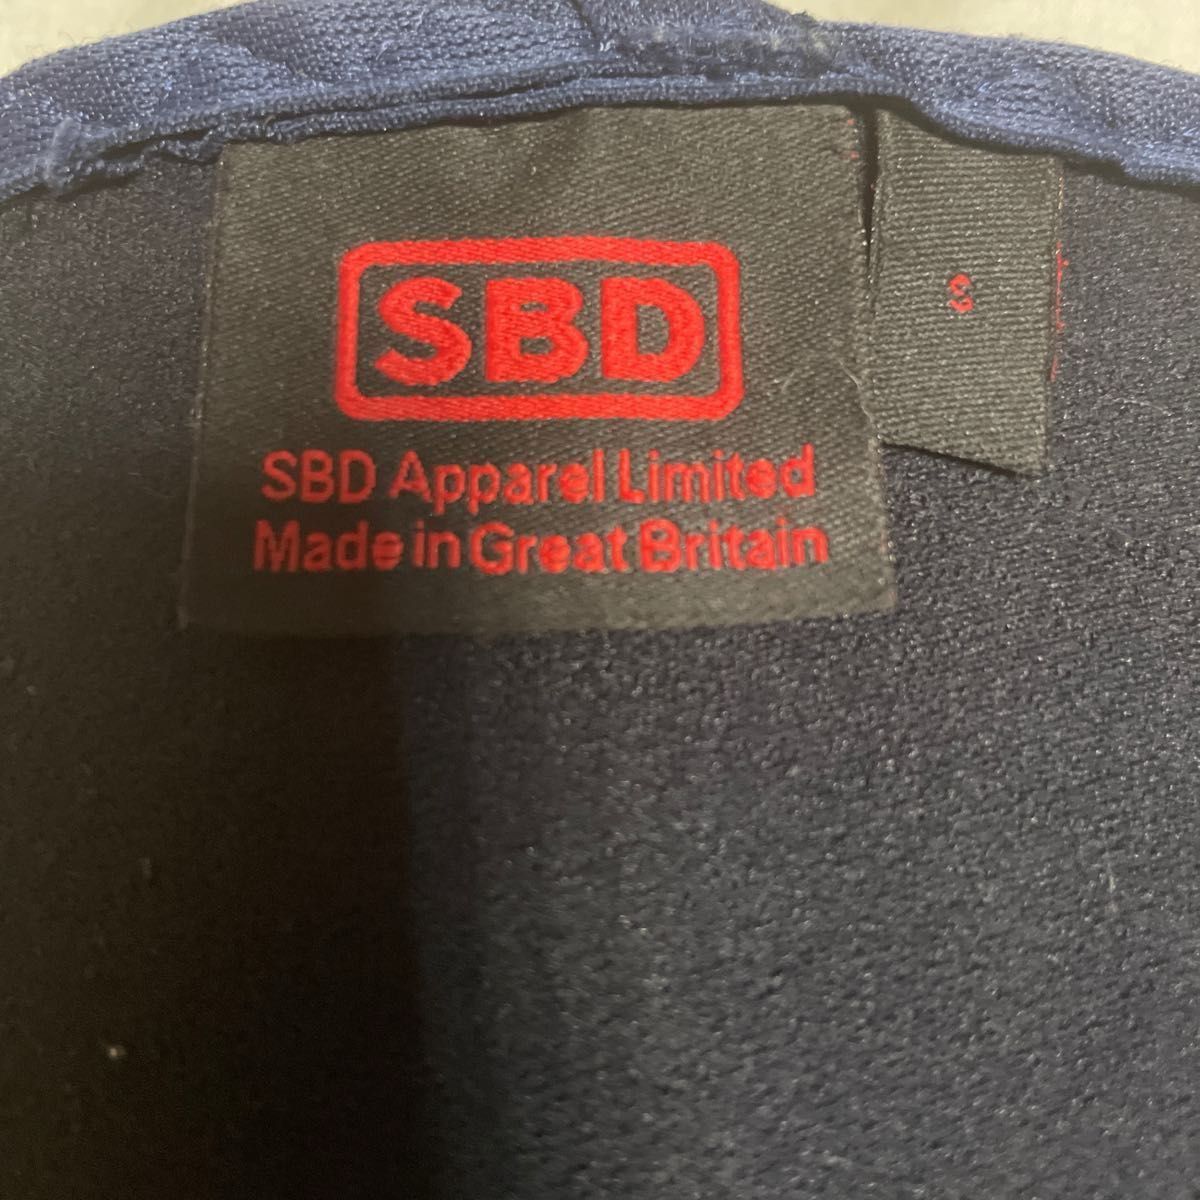 SBD
S
SBD Apparel Limited
Made in Great Britain